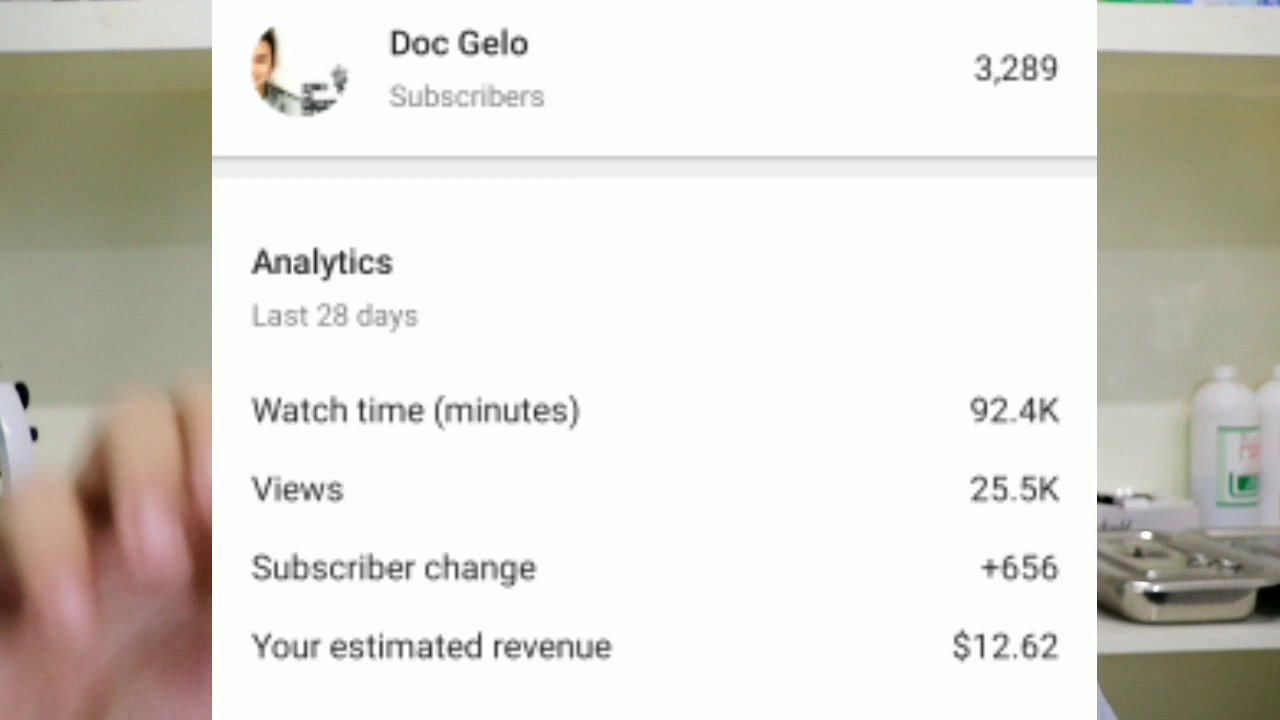 Doc Gelo
3,289
Subscribers
Analytics
Last 28 days
Watch time (minutes) 92.4K
Views 25.5K
Subscriber change +656
Your estimated revenue $12.62